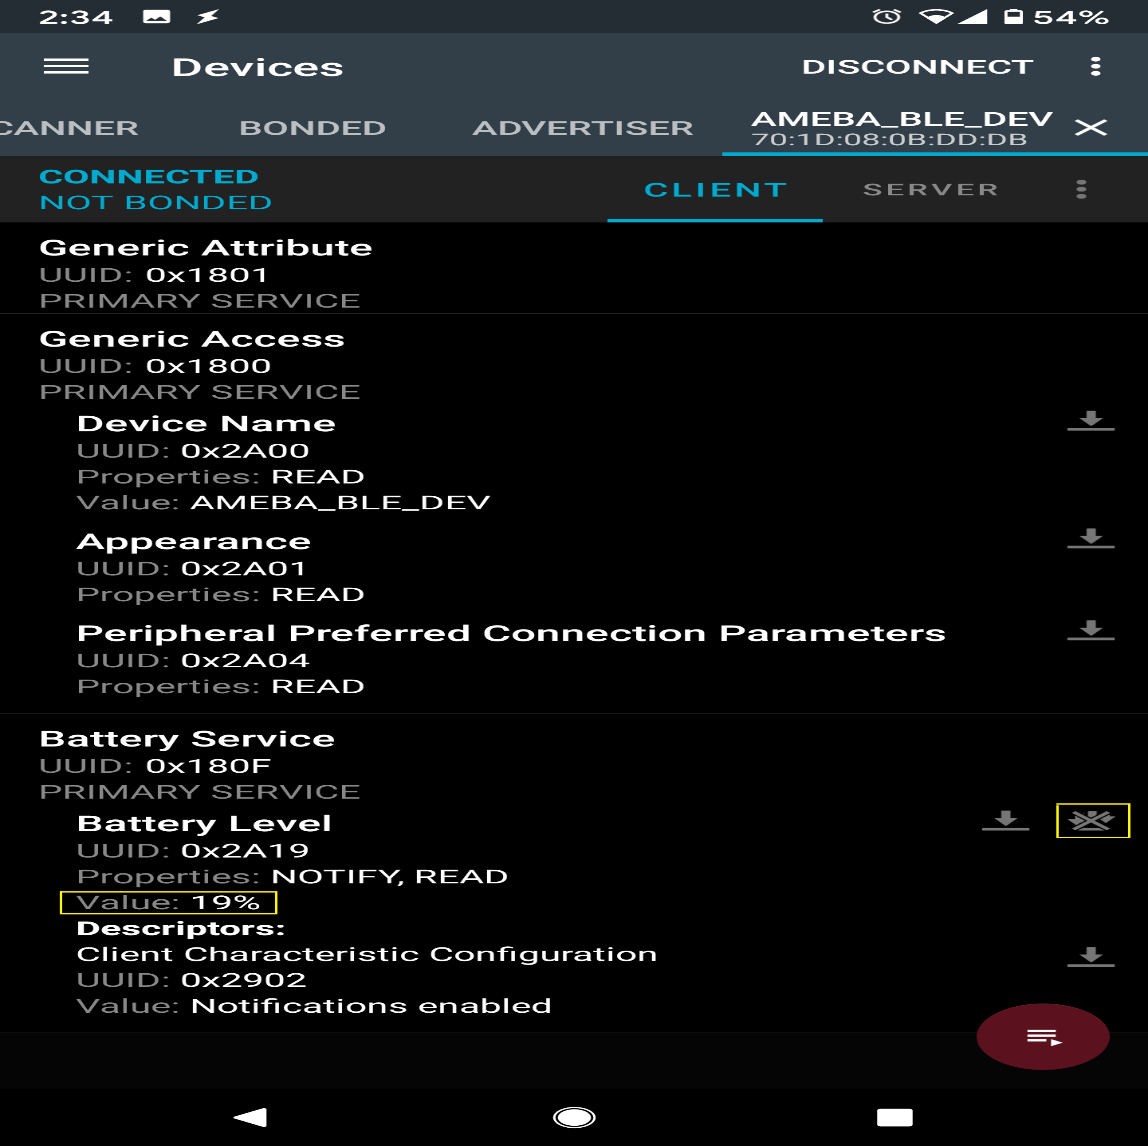 2:34 54%
Devices DISCONNECT
CANNER BONDED ADVERTISER AMEBA_BLE_DEV
70:1D:08:0B:DD:DB
CONNECTED
NOT BONDED CLIENT SERVER
Generic Attribute
UUID: 0x1801
PRIMARY SERVICE
Generic Access
UUID: 0x1800
PRIMARY SERVICE
Device Name
UUID: 0x2A00
Properties: READ
Value: AMEBA_BLE_DEV
Appearance
UUID: 0x2A01
Properties: READ
Peripheral Preferred Connection Parameters
UUID: 0x2A04
Properties: READ
Battery Service
UUID: 0x180F
PRIMARY SERVICE
Battery Level
UUID: 0x2A19
Properties: NOTIFY, READ
Value: 19%
Descriptors:
Client Characteristic Configuration
UUID: 0x2902
Value: Notifications enabled